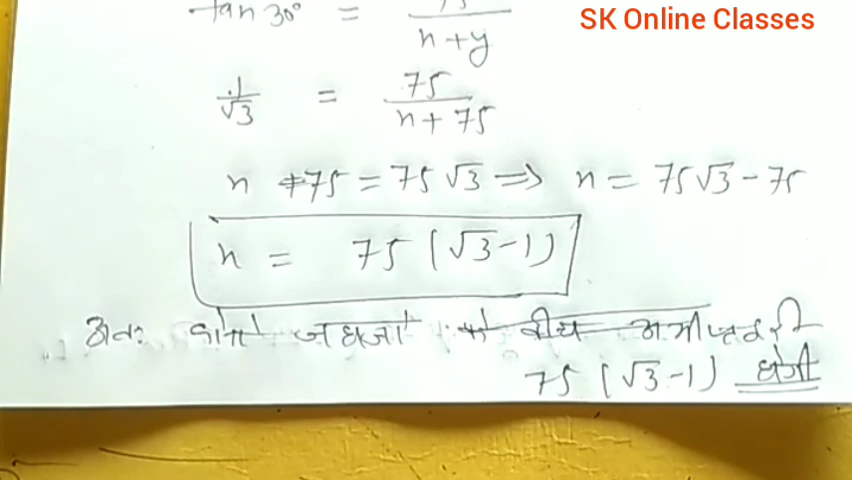 SK Online Classes
tan 30° = 75/n+y
1/√3 = 75/n+75
n +75 = 75√3 ⇒ n = 75√3 - 75
n = 75(√3-1)
अतः दोनों जहाजों के बीच
75(√3-1) होगी